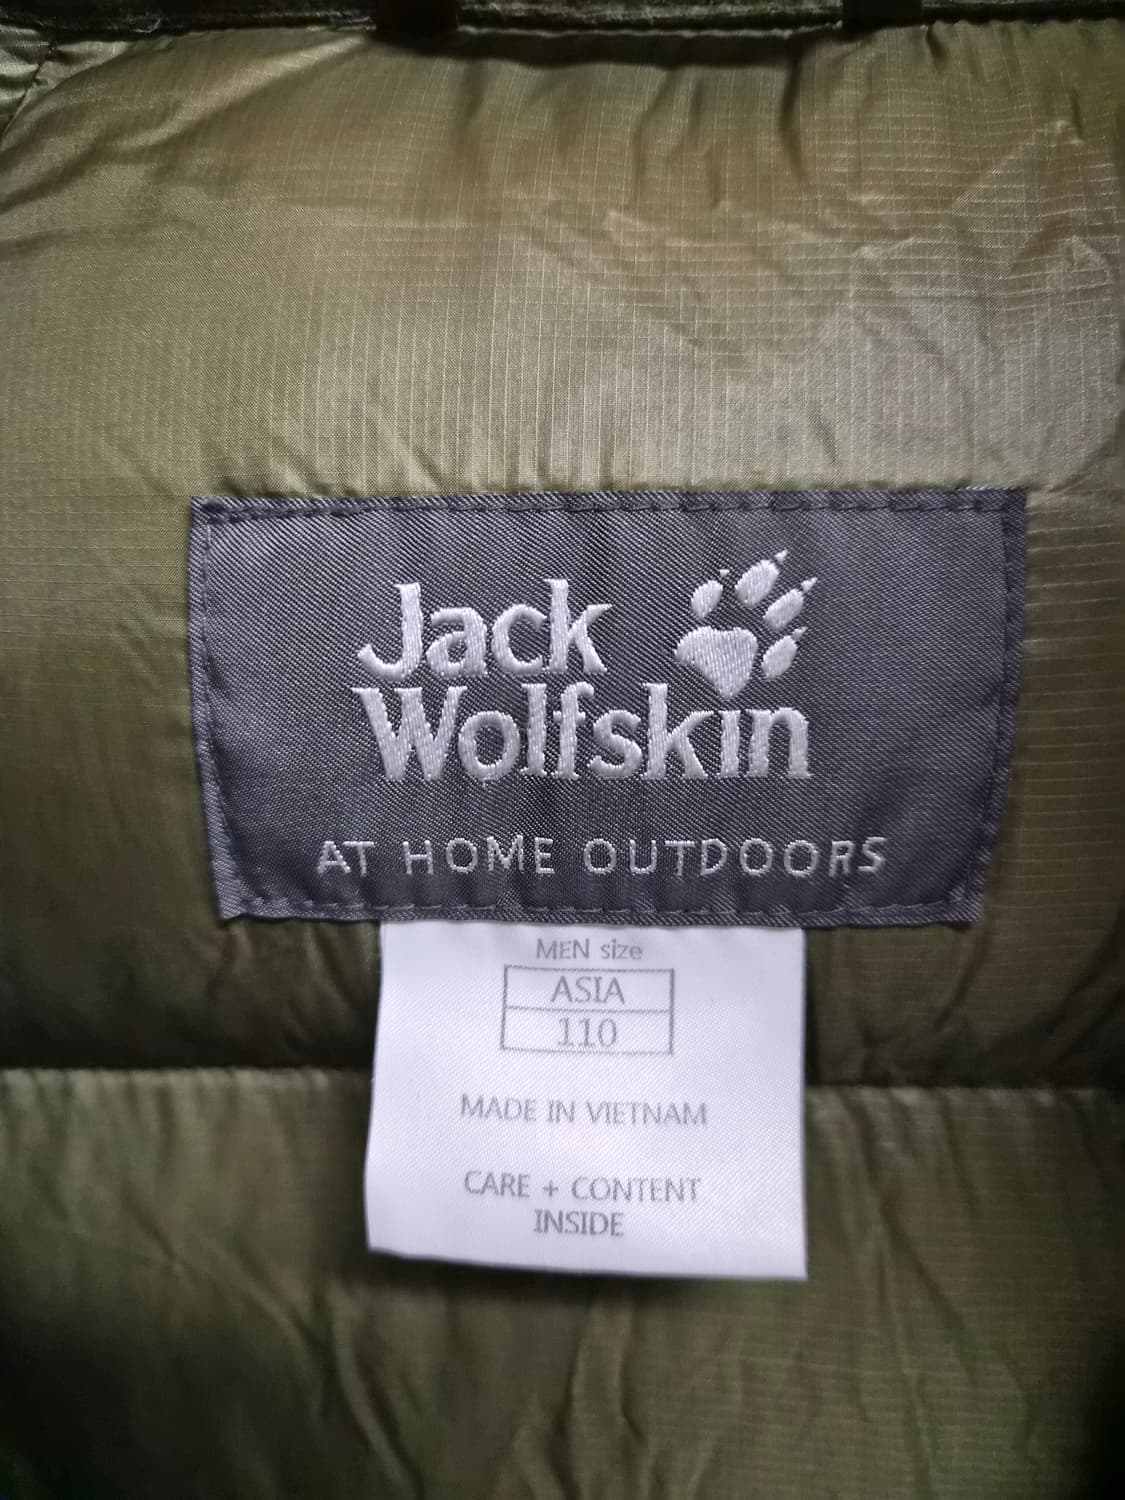 Jack
Wolfskin
AT HOME OUTDOORS
MEN size
ASIA
110
MADE IN VIETNAM
CARE + CONTENT
INSIDE